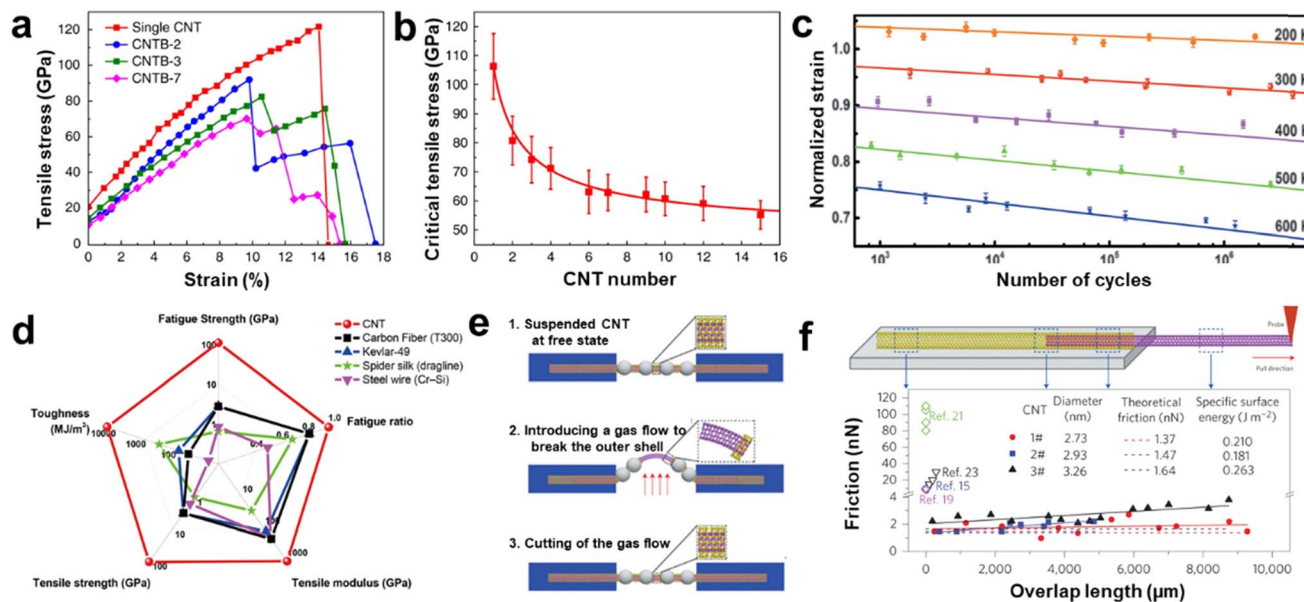 a
Tensile stress (GPa)
120
100
80
60
40
20
0
Single CNT
CNTB-2
CNTB-3
CNTB-7
0 2 4 6 8 10 12 14 16 18
Strain (%)
b
Critical tensile stress (GPa)
120
110
100
90
80
70
60
50
0 2 4 6 8 10 12 14 16
CNT number
c
Normalized strain
1.0
0.9
0.8
0.7
200 K
300 K
400 K
500 K
600 K
10³ 10⁴ 10⁵ 10⁶
Number of cycles
d
Fatigue Strength (GPa)
CNT
Carbon Fiber (T300)
Kevlar-49
Spider silk (dragline)
Steel wire (Cr–Si)
100
10
1
Toughness
(MJ/m³)
10000
1000
100
Fatigue ratio
1.0
0.6
0.4
10
100
1000
1
10
100
Tensile strength (GPa)
Tensile modulus (GPa)
e
1. Suspended CNT
at free state
2. Introducing a gas flow to
break the outer shell
3. Cutting of the gas flow
f
Probe
Pull direction
Friction (nN)
120
100
80
60
40
20
4
2
0
Ref. 21
Ref. 23
Ref. 15
Ref. 19
CNT Diameter (nm) Theoretical friction (nN) Specific surface energy (J m⁻²)
1# 2.73 1.37 0.210
2# 2.93 1.47 0.181
3# 3.26 1.64 0.263
0 2,000 4,000 6,000 8,000 10,000
Overlap length (μm)